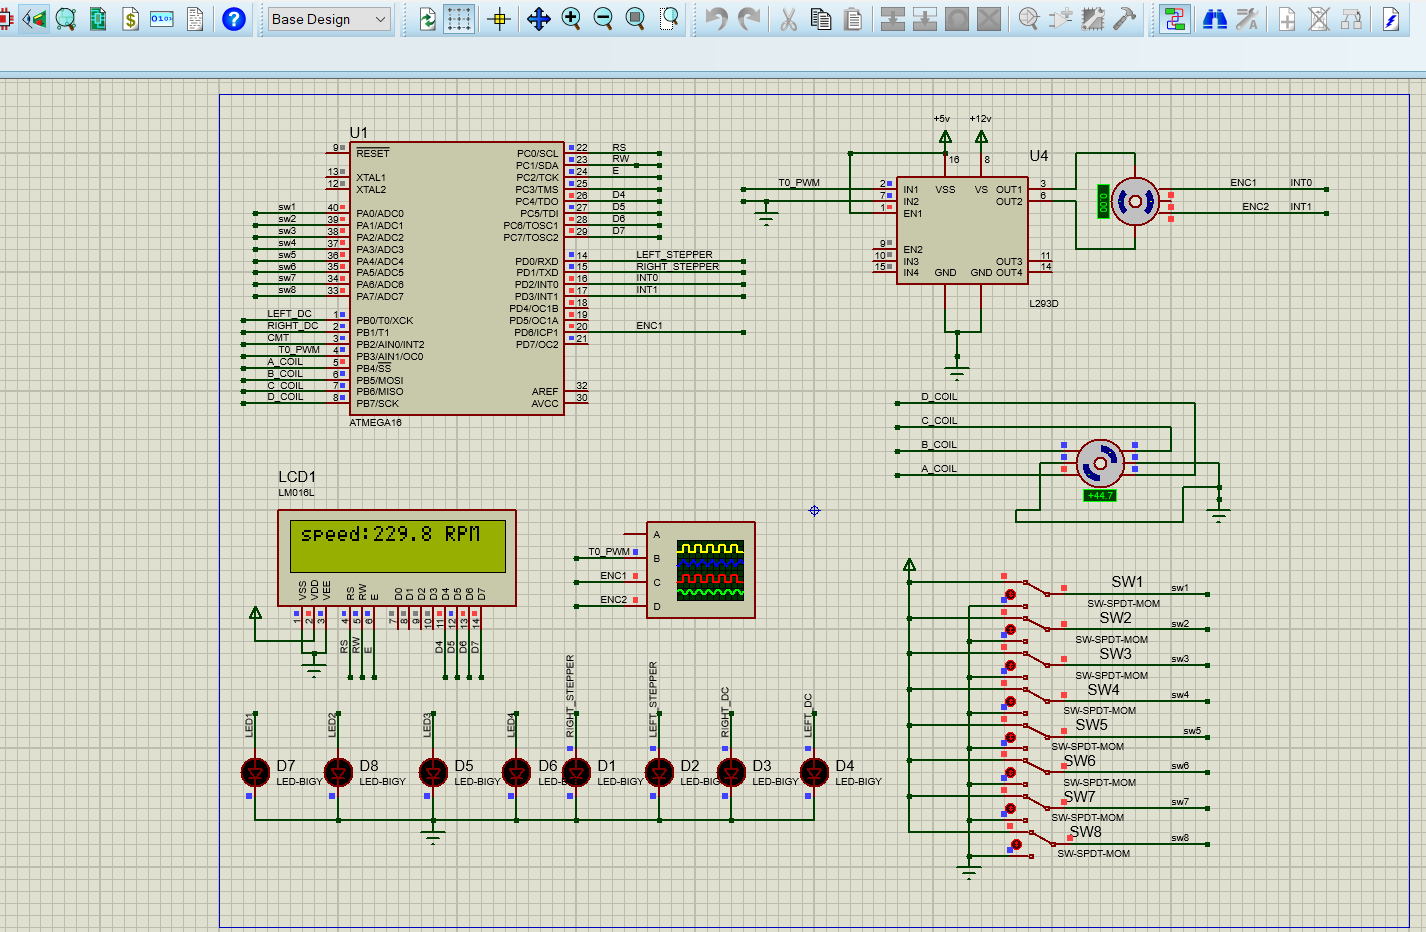 Base Design
U1
9 RESET
13 XTAL1
12 XTAL2
sw1 40 PA0/ADC0
sw2 39 PA1/ADC1
sw3 38 PA2/ADC2
sw4 37 PA3/ADC3
sw5 36 PA4/ADC4
sw6 35 PA5/ADC5
sw7 34 PA6/ADC6
sw8 33 PA7/ADC7
LEFT_DC 1 PB0/T0/XCK
RIGHT_DC 2 PB1/T1
CMT 3 PB2/AIN0/INT2
T0_PWM 4 PB3/AIN1/OC0
A_COIL 5 PB4/SS
B_COIL 6 PB5/MOSI
C_COIL 7 PB6/MISO
D_COIL 8 PB7/SCK
PC0/SCL 22 RS
PC1/SDA 23 RW
PC2/TCK 24 E
PC3/TMS 25
PC4/TDO 26 D4
PC5/TDI 27 D5
PC6/TOSC1 28 D6
PC7/TOSC2 29 D7
PD0/RXD 14 LEFT_STEPPER
PD1/TXD 15 RIGHT_STEPPER
PD2/INT0 16 INT0
PD3/INT1 17 INT1
PD4/OC1B 18
PD5/OC1A 19
PD6/ICP1 20 ENC1
PD7/OC2 21
AREF 32
AVCC 30
ATMEGA16
+5v +12v
16 8 U4
T0_PWM 2 IN1 VSS VS OUT1 3
7 IN2 OUT2 6
1 EN1
9 EN2
10 IN3 OUT3 11
15 IN4 GND GND OUT4 14
L293D
ENC1 INT0
ENC2 INT1
D_COIL
C_COIL
B_COIL
A_COIL
+44.7
LCD1
LM016L
speed:229.8 RPM
VSS VDD VEE RS RW E D0 D1 D2 D3 D4 D5 D6 D7
1 2 3 4 5 6 7 8 9 10 11 12 13 14
RS RW E D4 D5 D6 D7
A
T0_PWM B
ENC1 C
ENC2 D
LED1 LED2 LED3 LED4 RIGHT_STEPPER LEFT_STEPPER RIGHT_DC LEFT_DC
D7 D8 D5 D6 D1 D2 D3 D4
LED-BIGY LED-BIGY LED-BIGY LED-B LED-BIGY LED-BIG LED-BIGY LED-BIGY
SW1 sw1
SW-SPDT-MOM
SW2 sw2
SW-SPDT-MOM
SW3 sw3
SW-SPDT-MOM
SW4 sw4
SW-SPDT-MOM
SW5 sw5
SW-SPDT-MOM
SW6 sw6
SW-SPDT-MOM
SW7 sw7
SW-SPDT-MOM
SW8 sw8
SW-SPDT-MOM